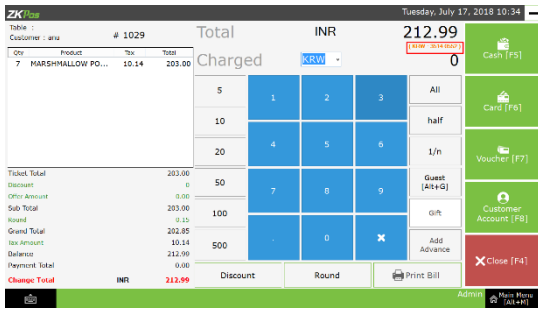 ZKPos
Tuesday, July 17, 2018 10:34
Table :
Customer : anu
# 1029
Qty Product Tax Total
7 MARSHMALLOW PO... 10.14 203.00
Ticket Total 203.00
Discount 0
Offer Amount 0.00
Sub Total 203.00
Round 0.15
Grand Total 202.85
Tax Amount 10.14
Balance 212.99
Payment Total 0.00
Change Total INR 212.99
Total INR 212.99
Charged KRW 0
5 1 2 3 All
10 half
20 4 5 6 1/n
50 7 8 9 Guest
[Alt+G]
100 Gift
500 . 0 × Add
Advance
Discount Round Print Bill
Cash [F5]
Card [F6]
Voucher [F7]
Customer
Account [F8]
Close [F4]
Admin
Main Menu
[Alt+M]